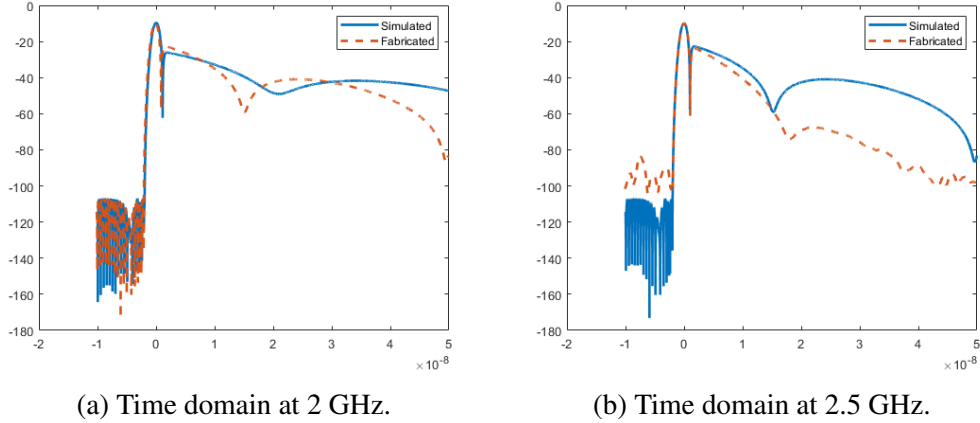 0
-20
-40
-60
-80
-100
-120
-140
-160
-180
-2 -1 0 1 2 3 4 5
×10⁻⁸
Simulated
Fabricated
(a) Time domain at 2 GHz.
0
-20
-40
-60
-80
-100
-120
-140
-160
-180
-2 -1 0 1 2 3 4 5
×10⁻⁸
Simulated
Fabricated
(b) Time domain at 2.5 GHz.